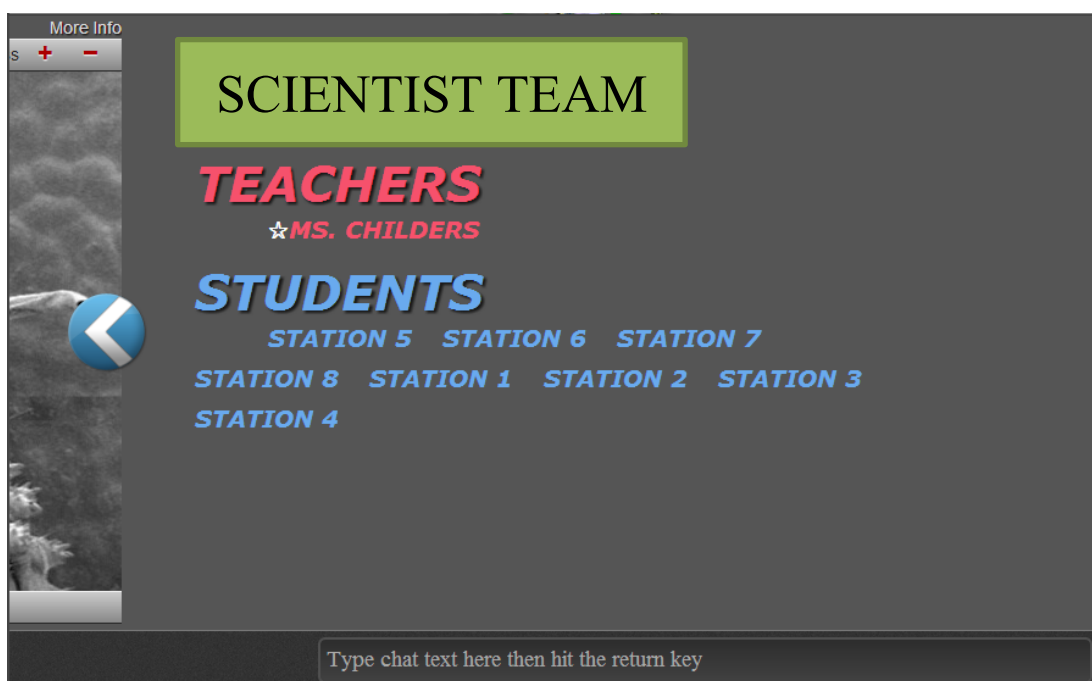 More Info
s + −
SCIENTIST TEAM
TEACHERS
☆MS. CHILDERS
STUDENTS
STATION 5 STATION 6 STATION 7
STATION 8 STATION 1 STATION 2 STATION 3
STATION 4
Type chat text here then hit the return key